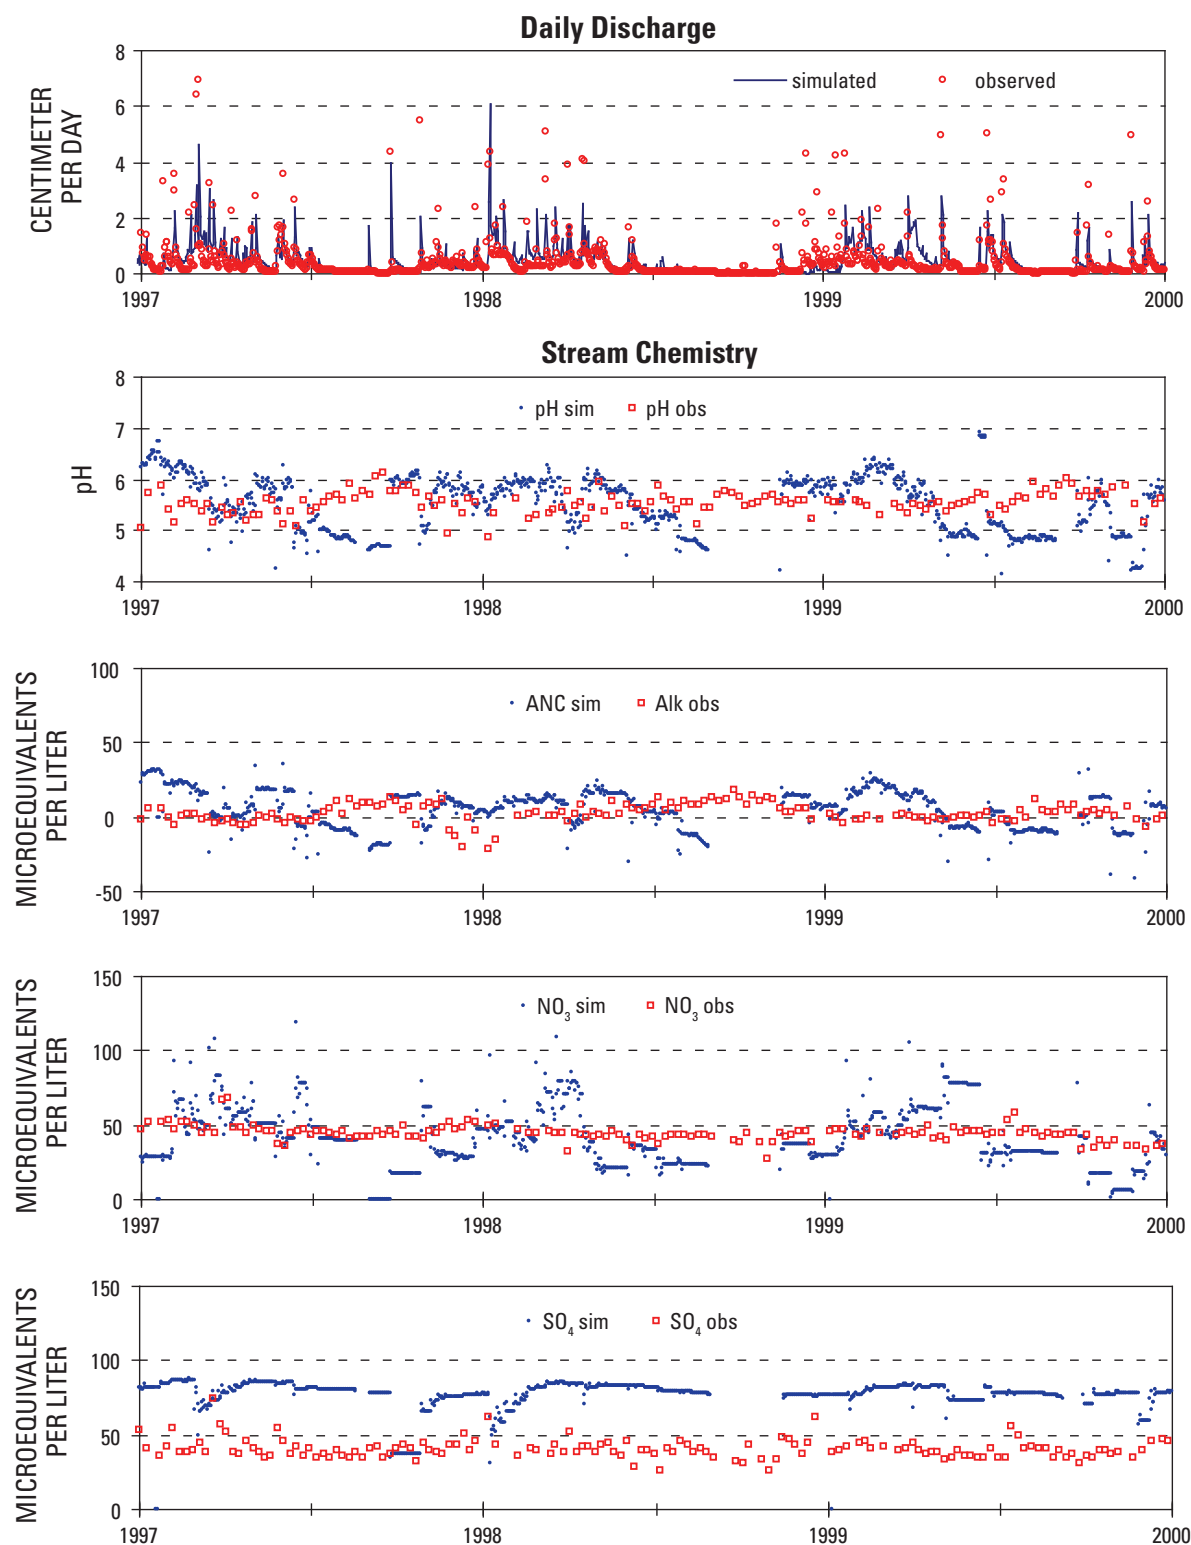 Daily Discharge
CENTIMETER
PER DAY
8
6
4
2
0
simulated observed
1997 1998 1999 2000
Stream Chemistry
pH
8
7
6
5
4
pH sim pH obs
1997 1998 1999 2000
MICROEQUIVALENTS
PER LITER
100
50
0
-50
ANC sim Alk obs
1997 1998 1999 2000
MICROEQUIVALENTS
PER LITER
150
100
50
0
NO3 sim NO3 obs
1997 1998 1999 2000
MICROEQUIVALENTS
PER LITER
150
100
50
0
SO4 sim SO4 obs
1997 1998 1999 2000